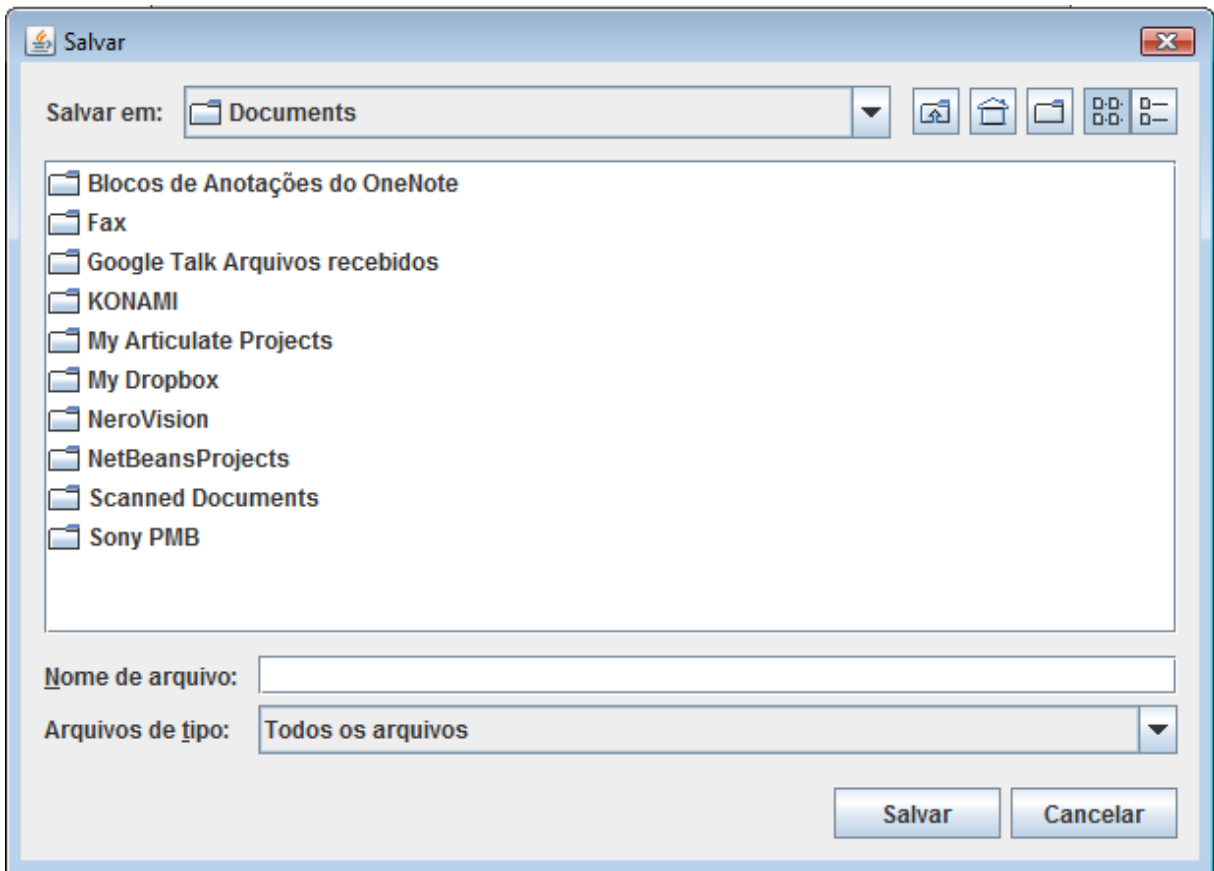 Salvar
Salvar em: Documents
Blocos de Anotações do OneNote
Fax
Google Talk Arquivos recebidos
KONAMI
My Articulate Projects
My Dropbox
NeroVision
NetBeansProjects
Scanned Documents
Sony PMB
Nome de arquivo:
Arquivos de tipo: Todos os arquivos
Salvar Cancelar